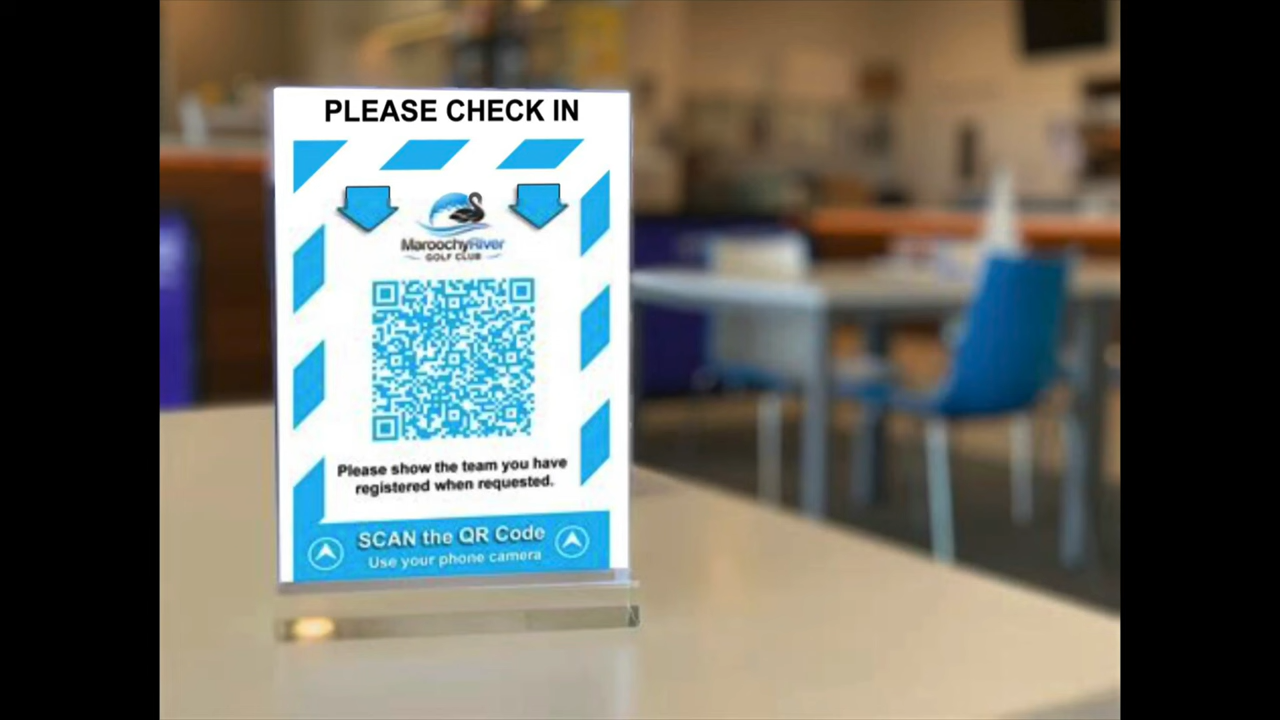 PLEASE CHECK IN
MaroochyRiver
GOLF CLUB
Please show the team you have
registered when requested.
SCAN the QR Code
Use your phone camera